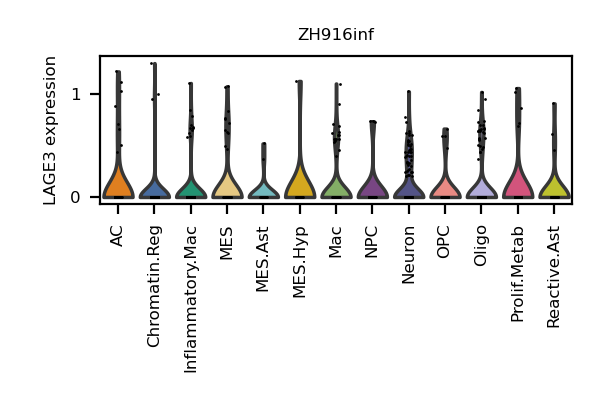 ZH916inf
LAGE3 expression
1
0
AC
Chromatin.Reg
Inflammatory.Mac
MES
MES.Ast
MES.Hyp
Mac
NPC
Neuron
OPC
Oligo
Prolif.Metab
Reactive.Ast